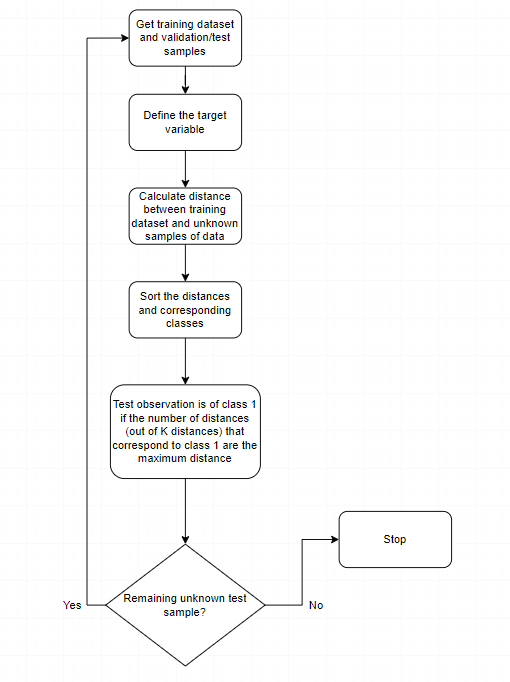 Get training dataset
and validation/test
samples
Define the target
variable
Calculate distance
between training
dataset and unknown
samples of data
Sort the distances
and corresponding
classes
Test observation is of class 1
if the number of distances
(out of K distances) that
correspond to class 1 are the
maximum distance
Stop
Remaining unknown test
sample?
Yes
No